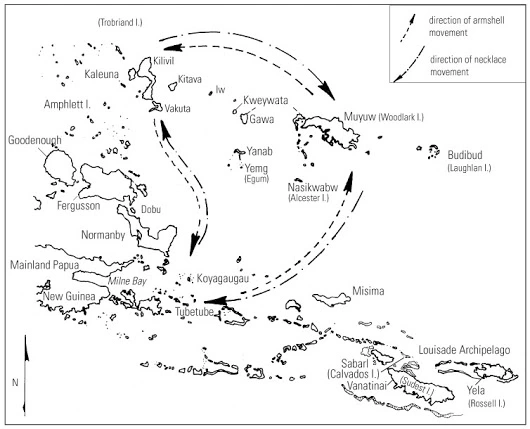 (Trobriand I.)
direction of armshell
movement
direction of necklace
movement
Kilivil
Kaleuna
Kitava
Iw
Kweywata
Vakuta
Gawa
Muyuw (Woodlark I.)
Amphlett I.
Goodenough
Yanab
Yemg
(Egum)
Budibud
(Laughlan I.)
Nasikwabw
(Alcester I.)
Fergusson
Dobu
Normanby
Mainland Papua
Milne Bay
Koyagaugau
New Guinea
Tubetube
Misima
N
Louisade Archipelago
Sabarl
(Calvados I.)
Vanatinai
(Sudest I.)
Yela
(Rossell I.)